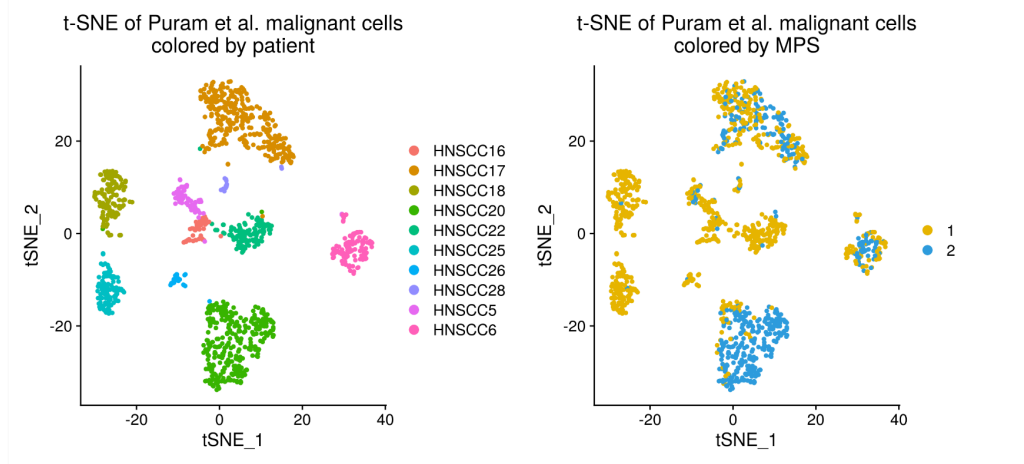 t-SNE of Puram et al. malignant cells
colored by patient
tSNE_2
20
0
-20
-20
0
20
40
tSNE_1
HNSCC16
HNSCC17
HNSCC18
HNSCC20
HNSCC22
HNSCC25
HNSCC26
HNSCC28
HNSCC5
HNSCC6
t-SNE of Puram et al. malignant cells
colored by MPS
tSNE_2
20
0
-20
-20
0
20
40
tSNE_1
1
2